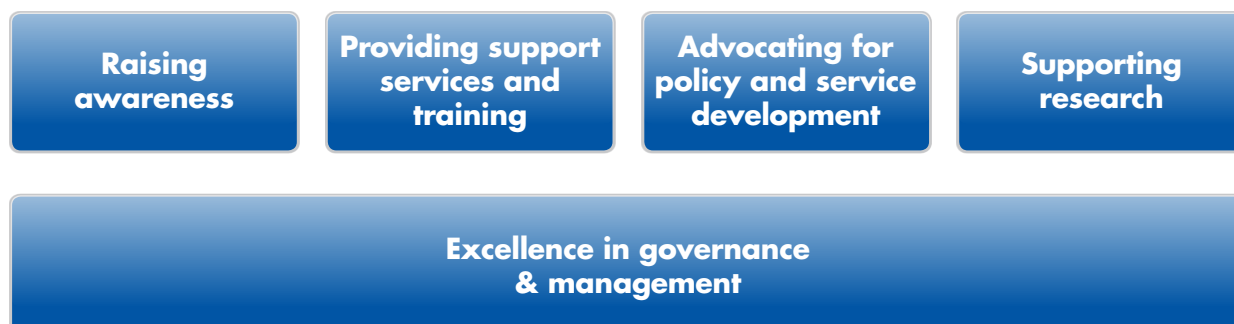 Raising
awareness
Providing support
services and
training
Advocating for
policy and service
development
Supporting
research
Excellence in governance
& management